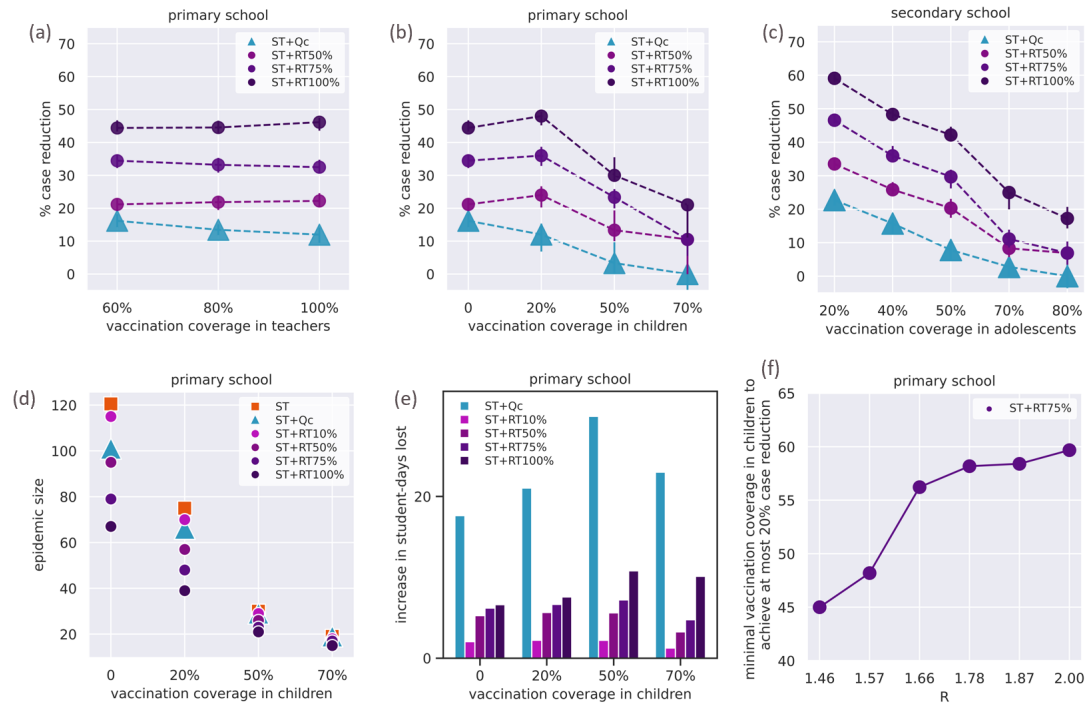 (a)
primary school
70
60
50
40
30
20
10
0
% case reduction
ST+Qc
ST+RT50%
ST+RT75%
ST+RT100%
60%
80%
100%
vaccination coverage in teachers
(b)
primary school
70
60
50
40
30
20
10
0
% case reduction
ST+Qc
ST+RT50%
ST+RT75%
ST+RT100%
0
20%
50%
70%
vaccination coverage in children
(c)
secondary school
70
60
50
40
30
20
10
0
% case reduction
ST+Qc
ST+RT50%
ST+RT75%
ST+RT100%
20%
40%
50%
70%
80%
vaccination coverage in adolescents
(d)
primary school
120
100
80
60
40
20
epidemic size
ST
ST+Qc
ST+RT10%
ST+RT50%
ST+RT75%
ST+RT100%
0
20%
50%
70%
vaccination coverage in children
(e)
primary school
20
0
increase in student-days lost
ST+Qc
ST+RT10%
ST+RT50%
ST+RT75%
ST+RT100%
0
20%
50%
70%
vaccination coverage in children
(f)
primary school
65
60
55
50
45
40
minimal vaccination coverage in children to
achieve at most 20% case reduction
ST+RT75%
1.46
1.57
1.66
1.78
1.87
2.00
R